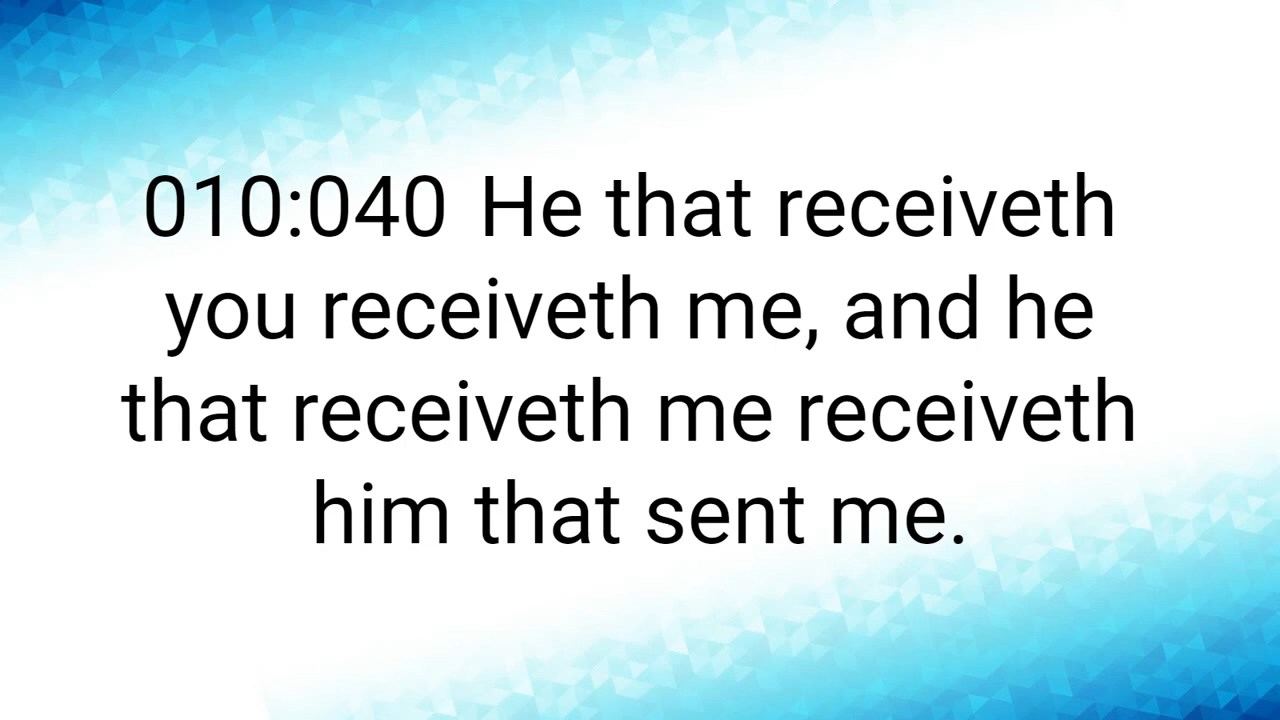 010:040 He that receiveth
you receiveth me, and he
that receiveth me receiveth
him that sent me.